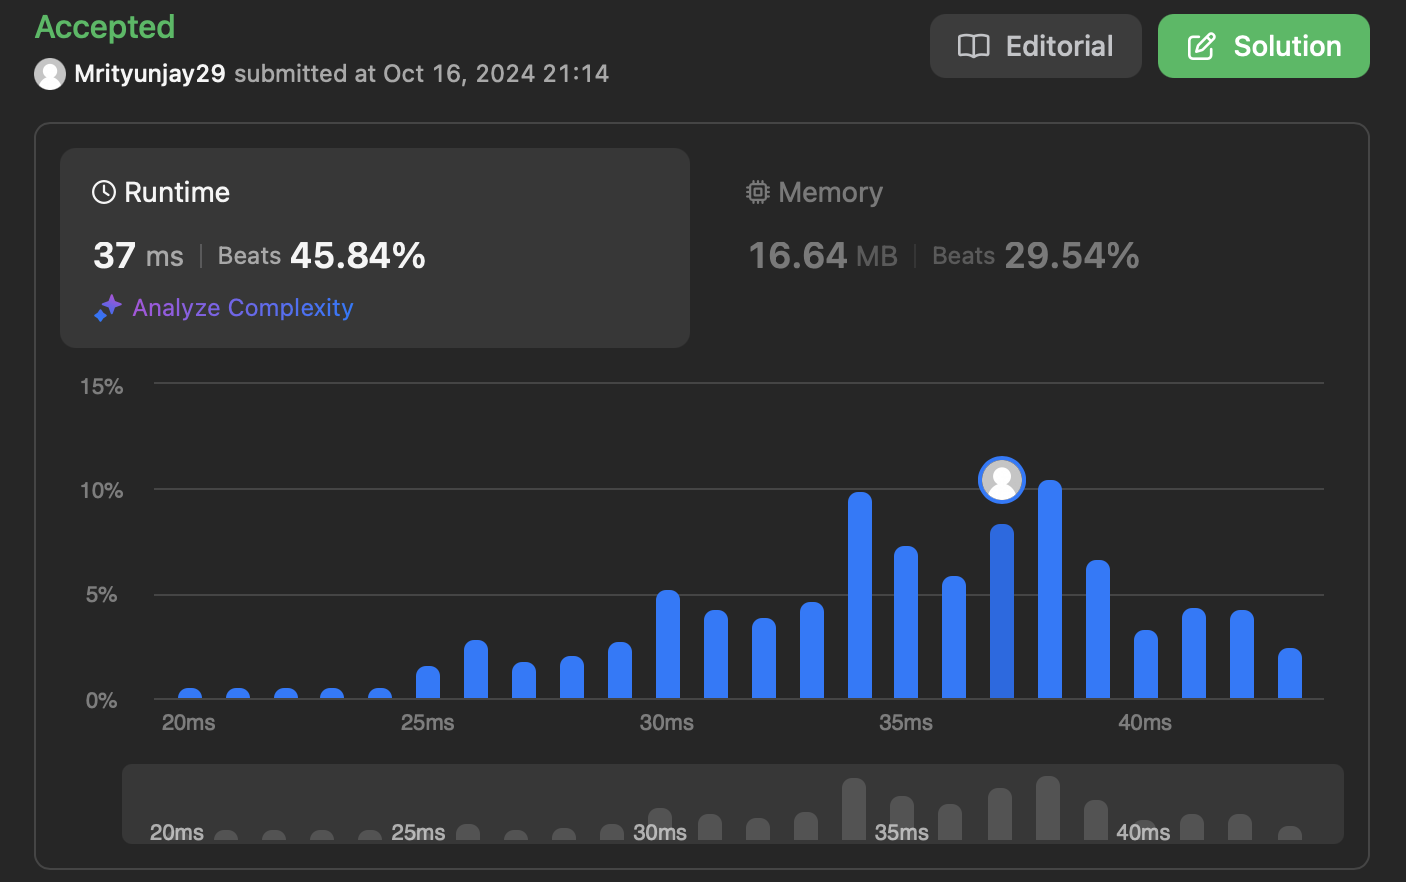 Accepted
Editorial
Solution
Mrityunjay29 submitted at Oct 16, 2024 21:14
Runtime
37 ms | Beats 45.84%
Analyze Complexity
Memory
16.64 MB | Beats 29.54%
15%
10%
5%
0%
20ms 25ms 30ms 35ms 40ms
20ms 25ms 30ms 35ms 40ms